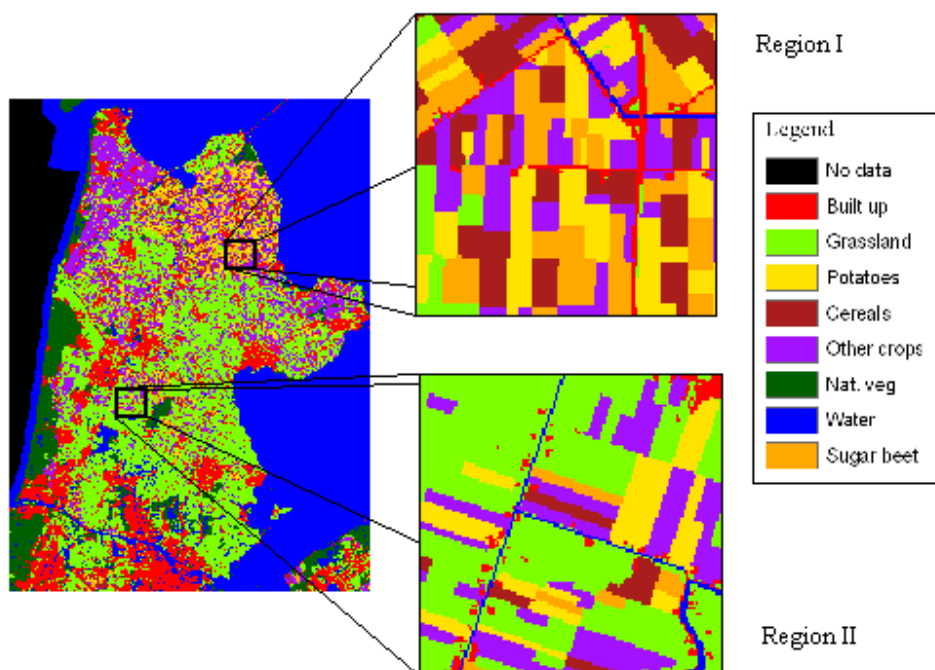 Region I
Legend
No data
Built up
Grassland
Potatoes
Cereals
Other crops
Nat. veg
Water
Sugar beet
Region II